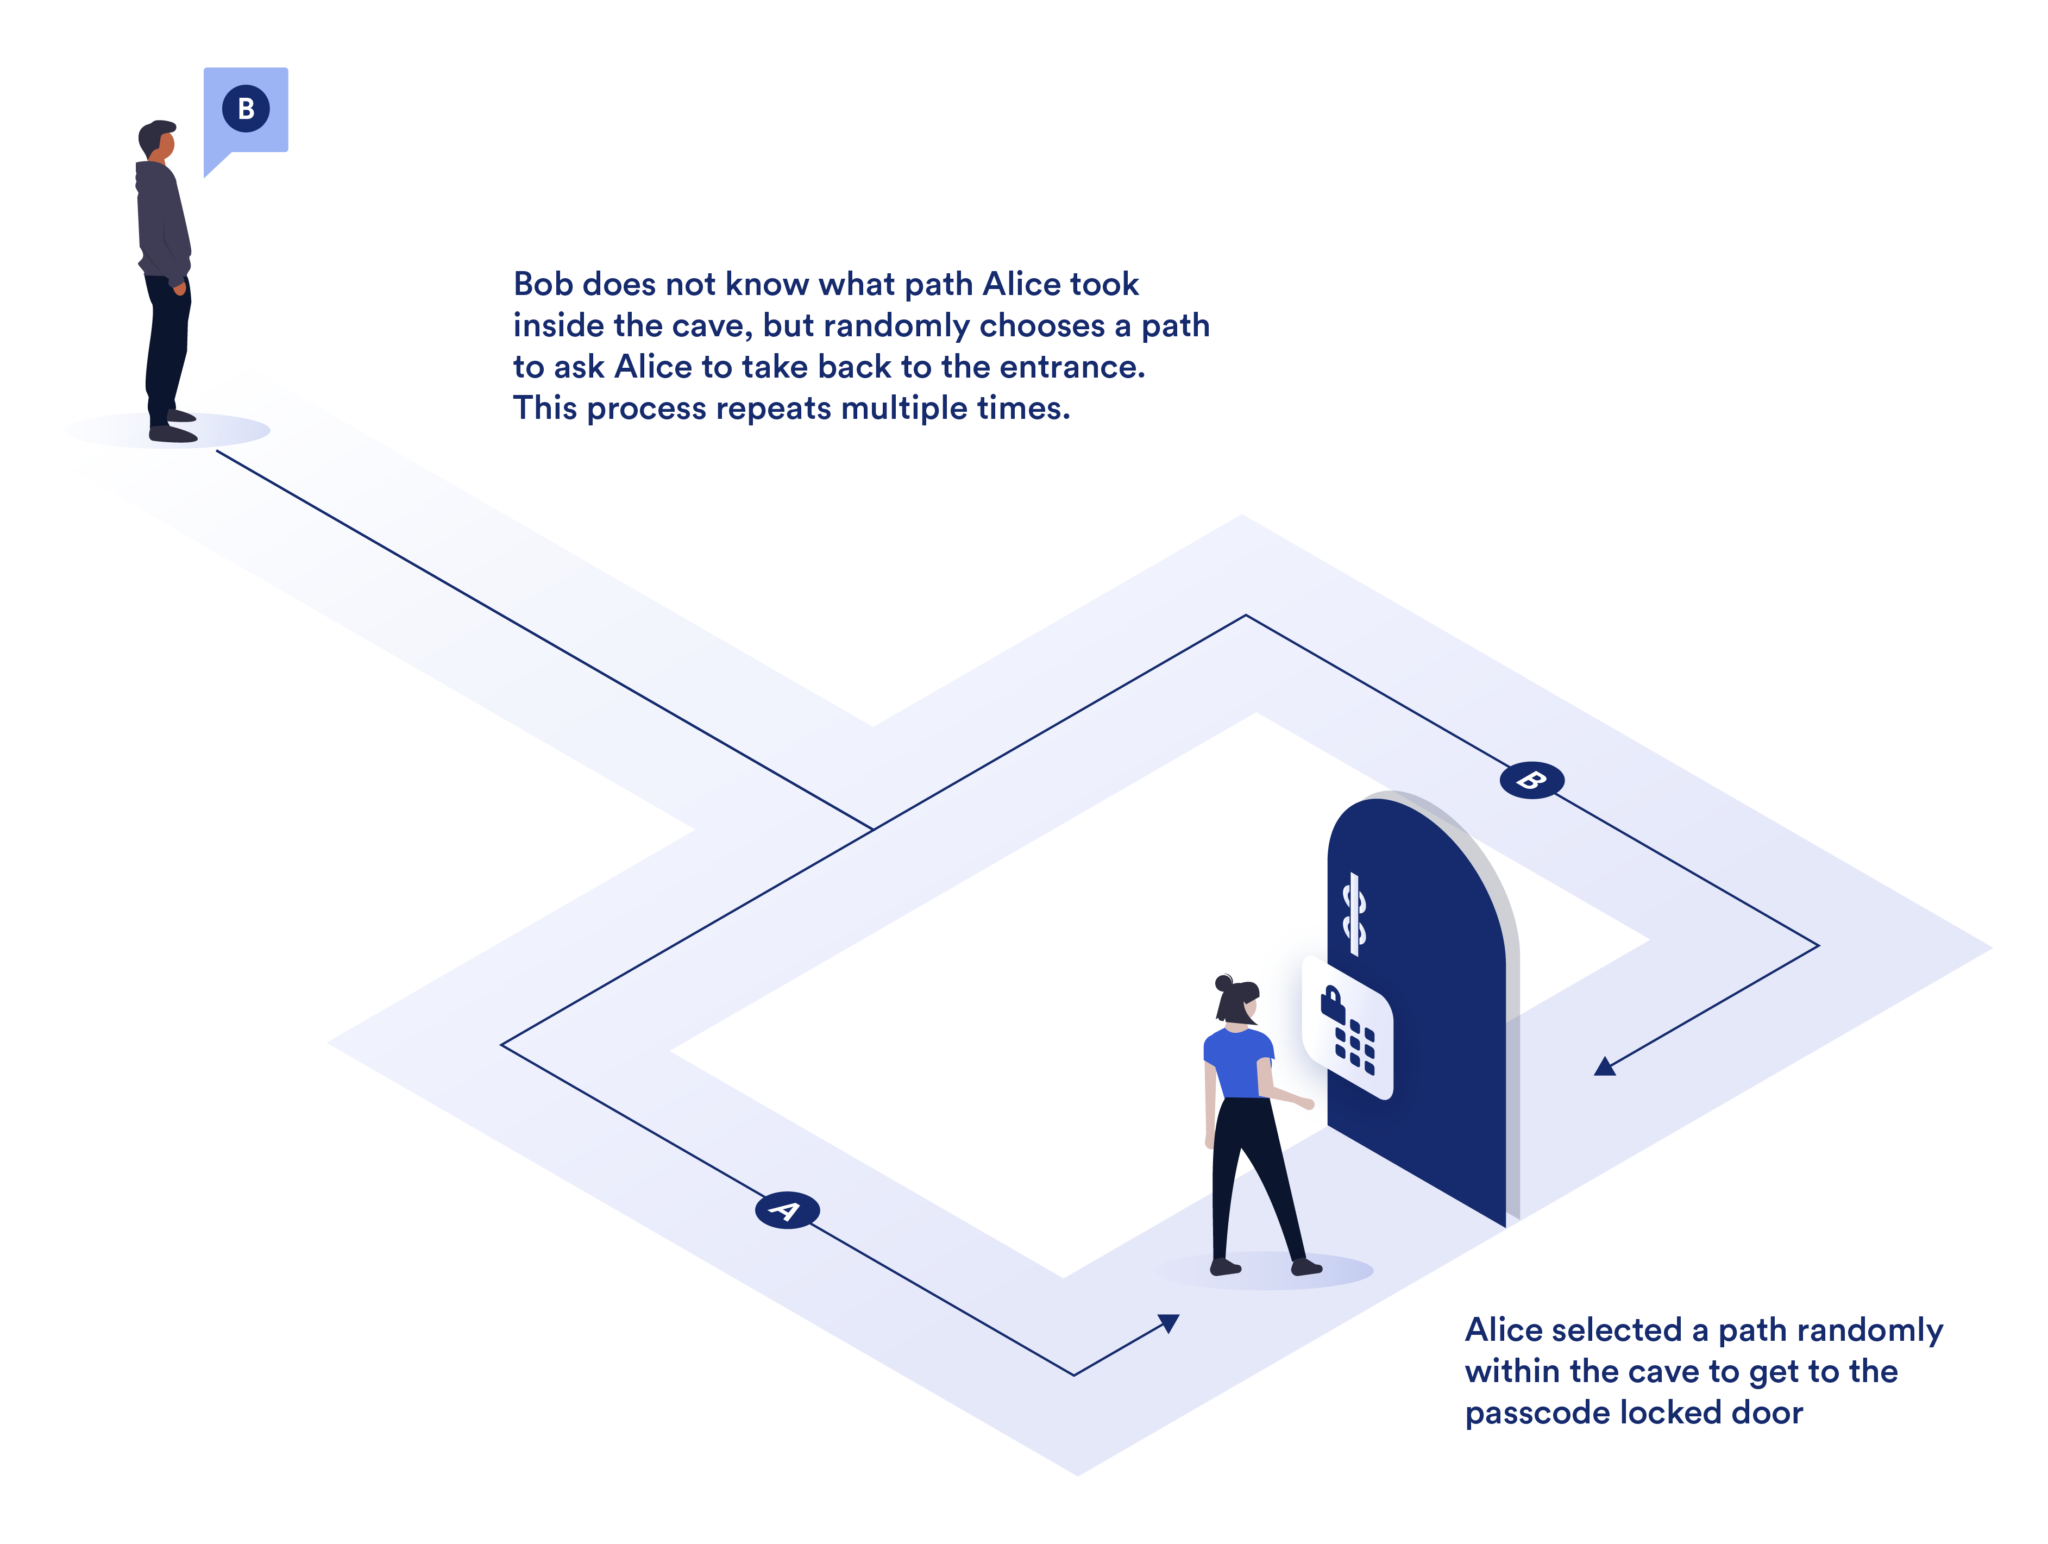 B
Bob does not know what path Alice took
inside the cave, but randomly chooses a path
to ask Alice to take back to the entrance.
This process repeats multiple times.
B
$
A
Alice selected a path randomly
within the cave to get to the
passcode locked door